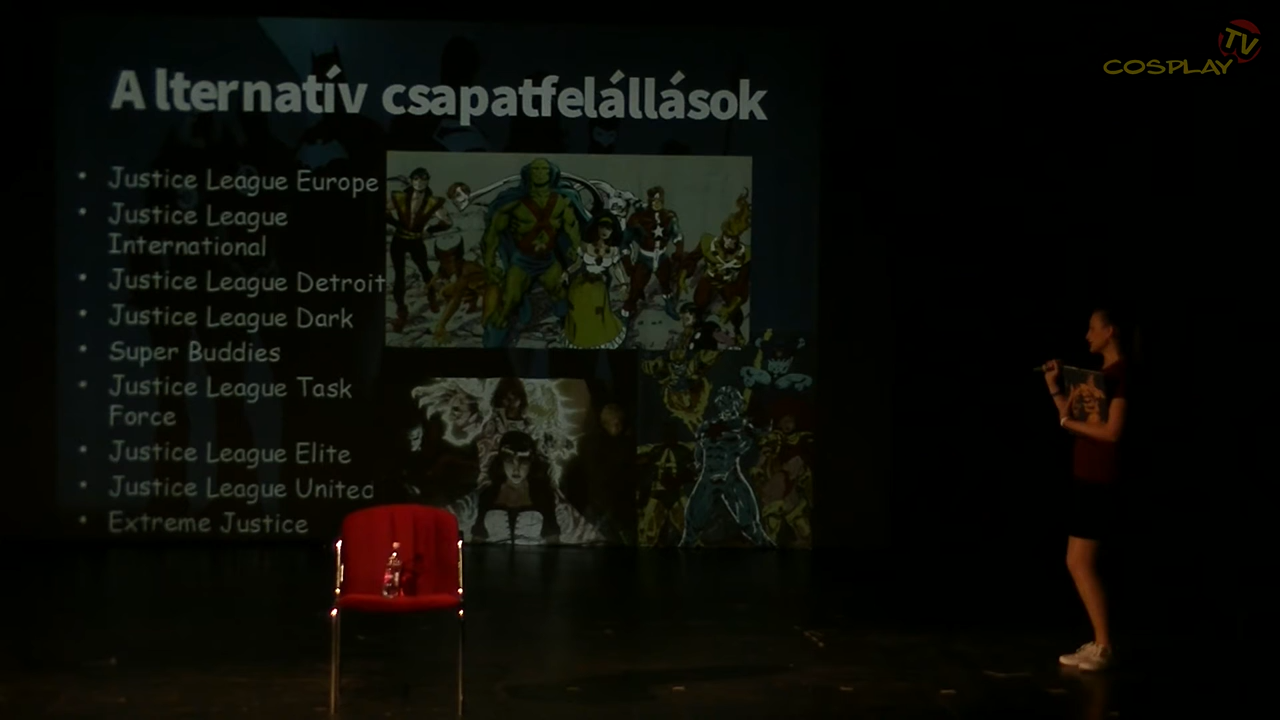 TV
COSPLAY
Alternatív csapatfelállások
• Justice League Europe
• Justice League
International
• Justice League Detroit
• Justice League Dark
• Super Buddies
• Justice League Task
Force
• Justice League Elite
• Justice League United
• Extreme Justice